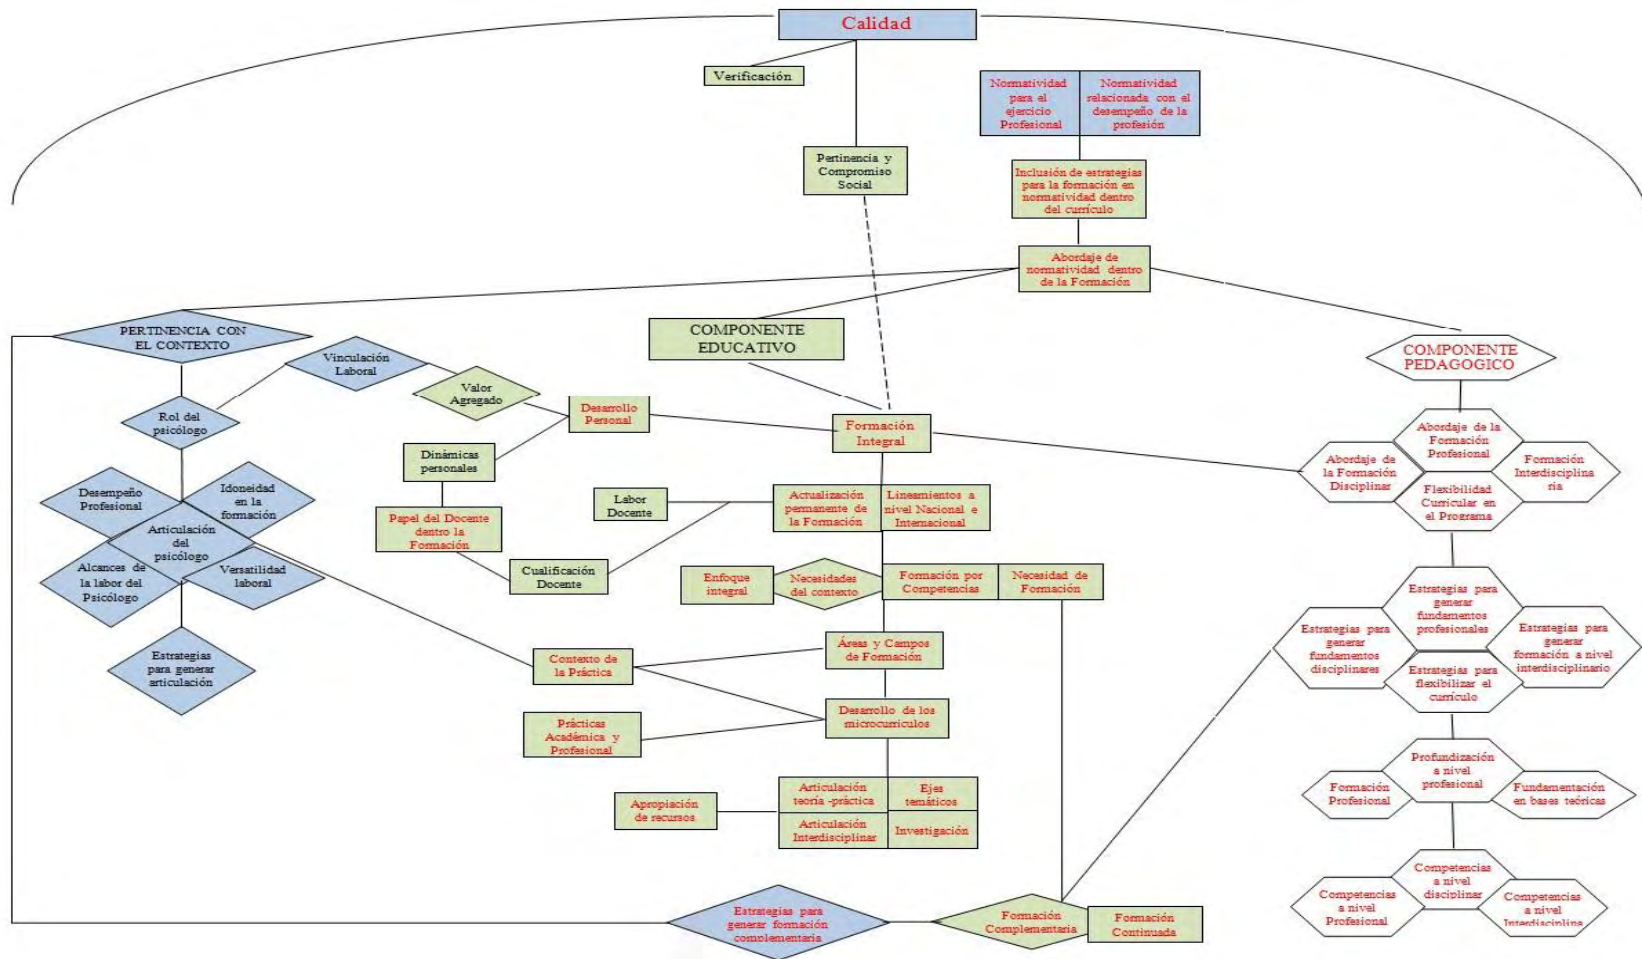 Calidad
Verificación
Normatividad
para el
ejercicio
Profesional
Normatividad
relacionada con el
desempeño de la
profesión
Pertinencia y
Compromiso
Social
Inclusión de estrategias
para la formación en
normatividad dentro
del currículo
Abordaje de
normatividad dentro
de la Formación
PERTINENCIA CON
EL CONTEXTO
COMPONENTE
EDUCATIVO
COMPONENTE
PEDAGOGICO
Vinculación
Laboral
Valor
Agregado
Rol del
psicólogo
Desarrollo
Personal
Formación
Integral
Abordaje de la
Formación
Profesional
Abordaje de
la Formación
Disciplinar
Formación
Interdisciplina
ria
Flexibilidad
Curricular en
el Programa
Dinámicas
personales
Desempeño
Profesional
Idoneidad
en la
formación
Articulación
del
psicólogo
Alcances de
la labor del
Psicólogo
Versatilidad
laboral
Estrategias
para generar
articulación
Labor
Docente
Actualización
permanente de
la Formación
Lineamientos a
nivel Nacional e
Internacional
Papel del Docente
dentro la
Formación
Cualificación
Docente
Enfoque
integral
Necesidades
del contexto
Formación por
Competencias
Necesidad de
Formación
Estrategias para
generar
fundamentos
profesionales
Estrategias para
generar
fundamentos
disciplinares
Estrategias para
generar
formación a nivel
interdisciplinario
Estrategias para
flexibilizar el
currículo
Áreas y Campos
de Formación
Contexto de
la Práctica
Desarrollo de los
microcurriculos
Prácticas
Académica y
Profesional
Profundización
a nivel
profesional
Formación
Profesional
Fundamentación
en bases teóricas
Apropiación
de recursos
Articulación
teoría -práctica
Ejes
temáticos
Articulación
Interdisciplinar
Investigación
Competencias
a nivel
disciplinar
Competencias
a nivel
Profesional
Competencias
a nivel
Interdisciplina
Estrategias para
generar formación
complementaria
Formación
Complementaria
Formación
Continuada